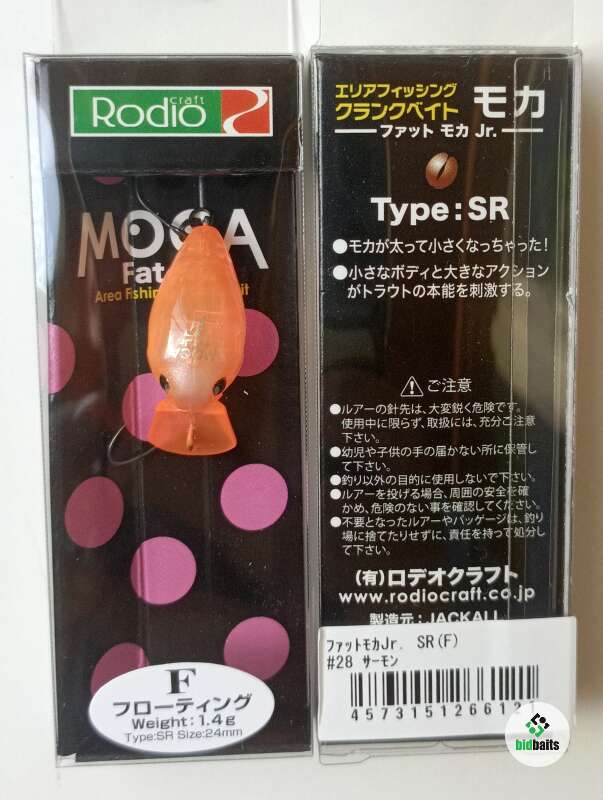 Rodio craft
MOCA
Fat
Area Fishing
フローティング
F
Weight: 1.4g
Type:SR Size:24mm
エリアフィッシング
クランクベイト モカ
ファット モカ Jr.
Type:SR
●モカが太って小さくなっちゃった!
●小さなボディと大きなアクション
がトラウトの本能を刺激する。
⚠ご注意
●ルアーの針先は、大変鋭く危険です。
使用中に限らず、取扱には、充分ご注意
下さい。
●幼児や子供の手の届かない所に保管し
て下さい。
●釣り以外の目的に使用しないで下さい。
●ルアーを投げる場合、周囲の安全を確
かめ、危険のない事を確認してください。
●不要となったルアーやパッケージは、釣り
場に捨てたりせずに、責任を持って処分し
て下さい。
(有)ロデオクラフト
www.rodiocraft.co.jp
製造元:JACKALL
ファットモカJr. SR(F)
#28 サーモン
4573151266
bidbaits